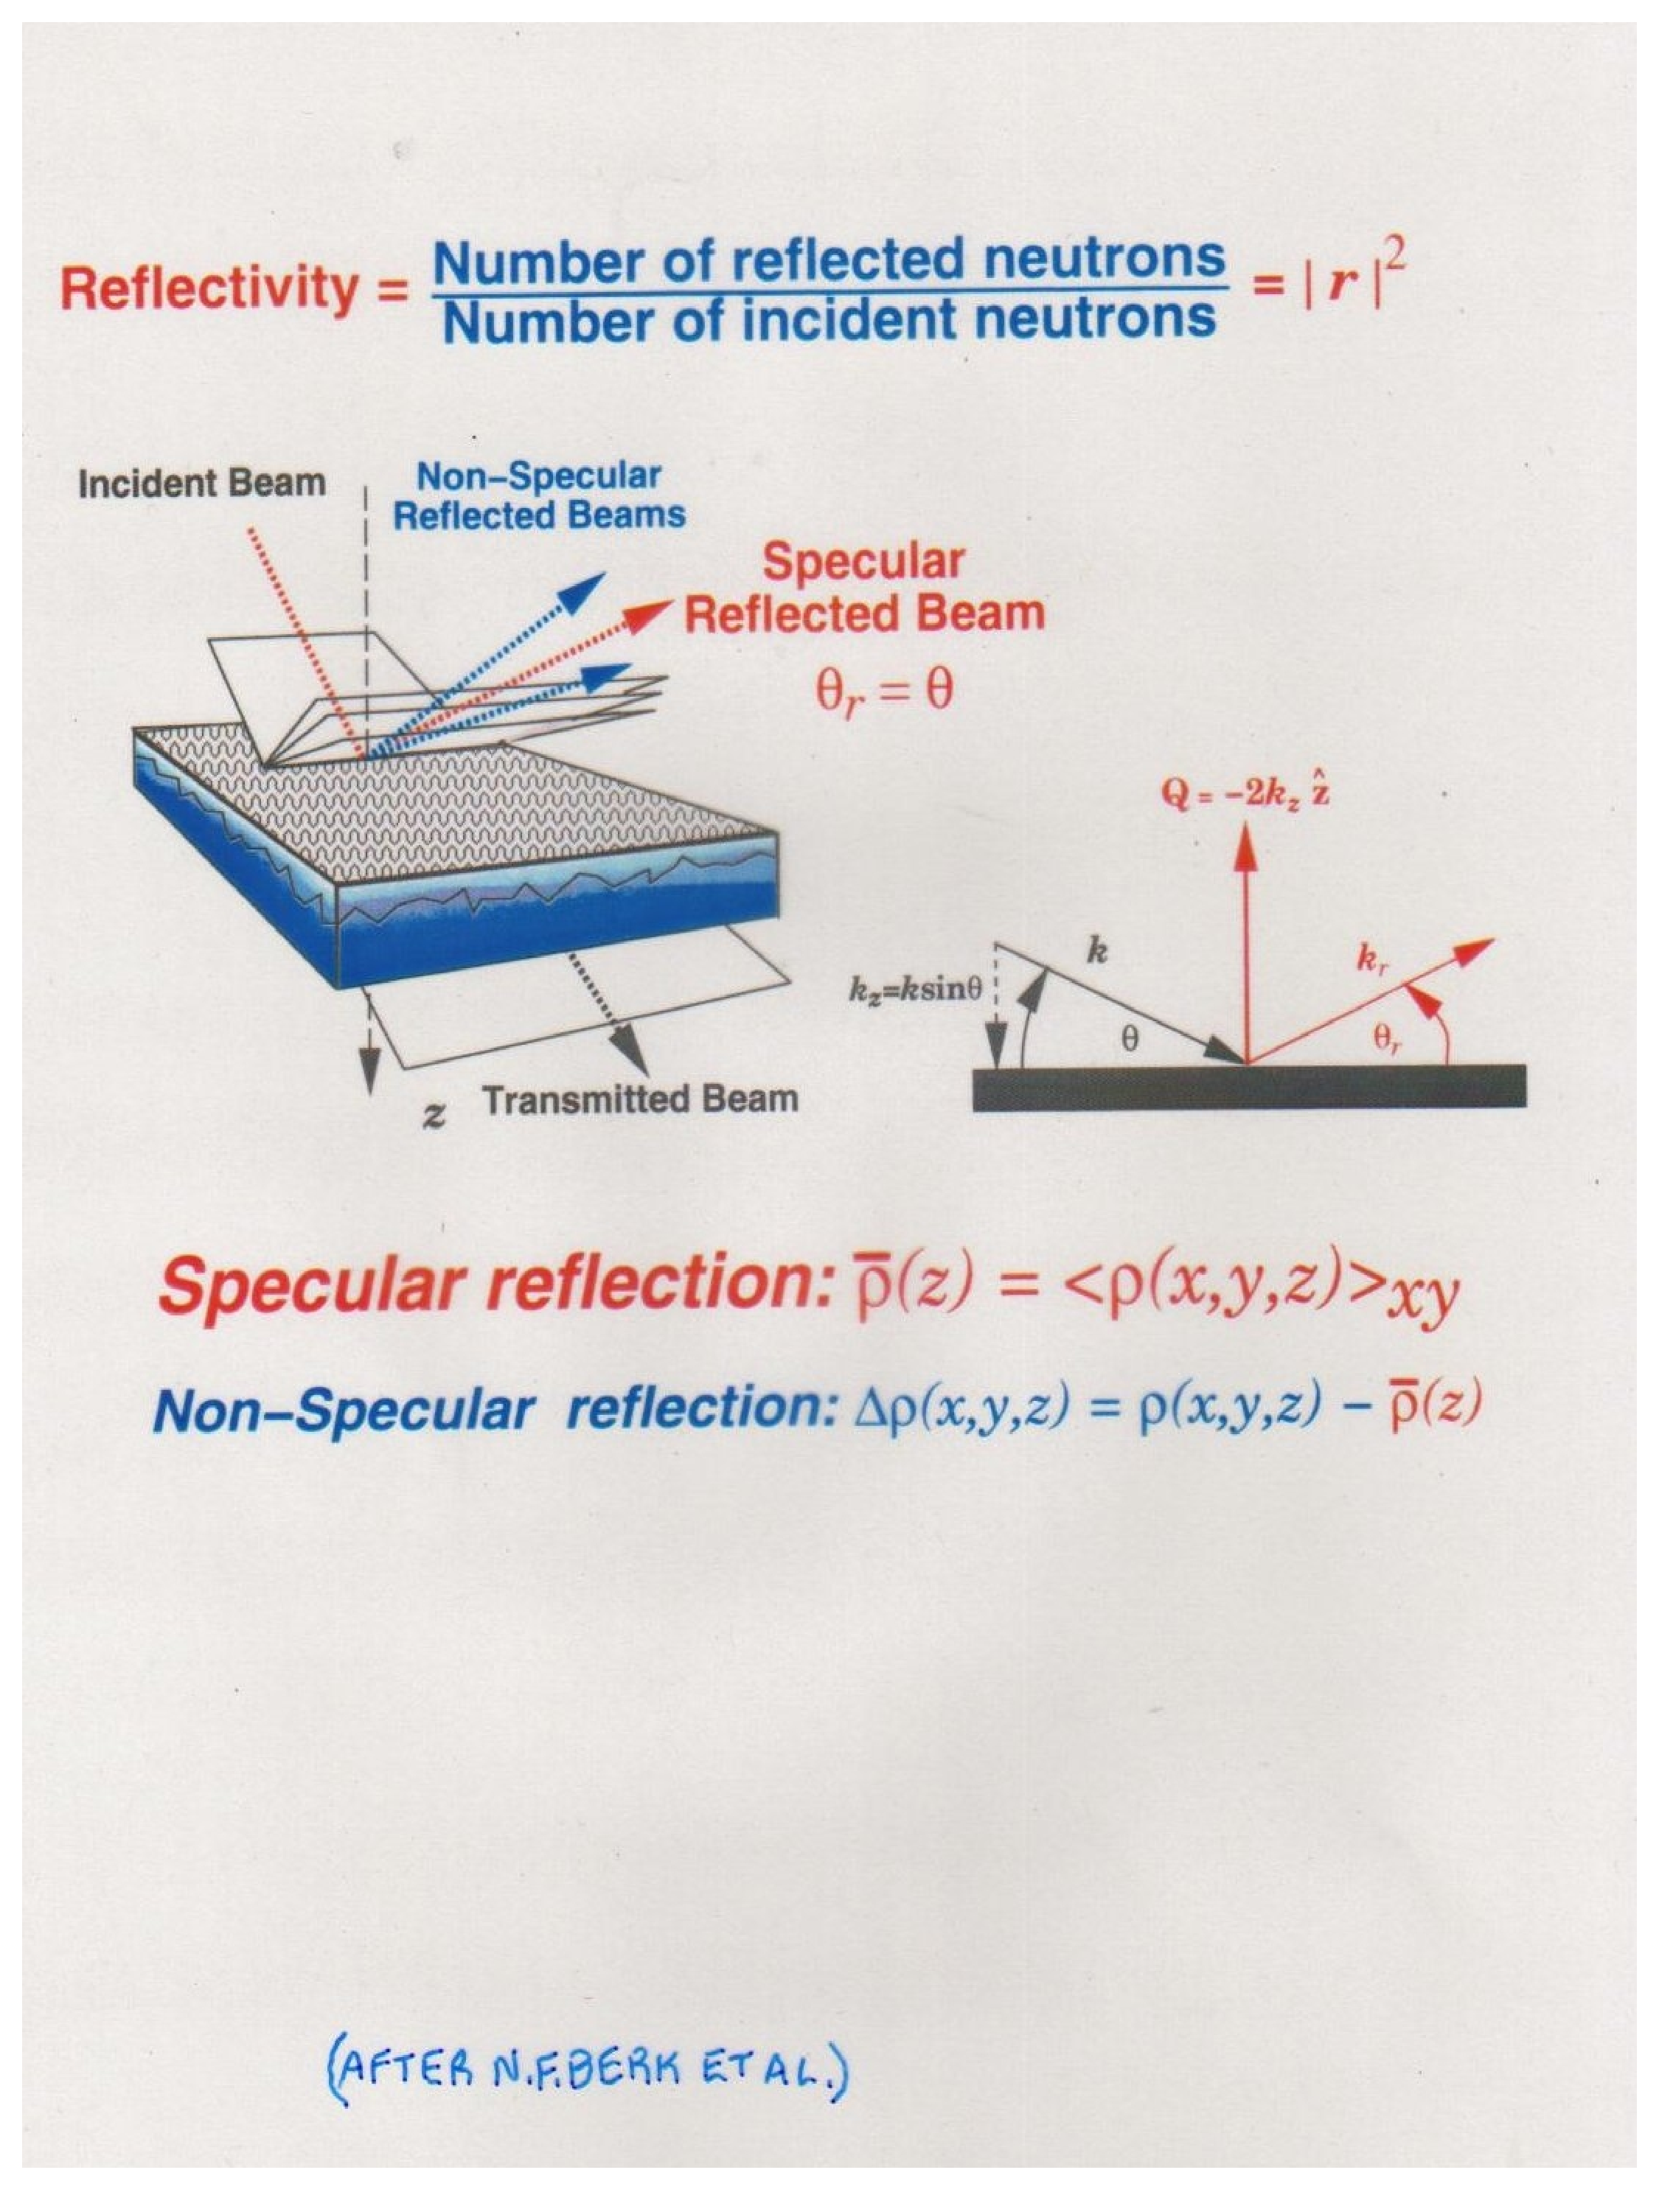 Reflectivity = Number of reflected neutrons / Number of incident neutrons = | r |²
Incident Beam
Non–Specular
Reflected Beams
Specular
Reflected Beam
θr = θ
z
Transmitted Beam
Q = –2kz ẑ
k
kr
kz=ksinθ
θ
θr
Specular reflection: ρ̅(z) = <ρ(x,y,z)>xy
Non–Specular reflection: Δρ(x,y,z) = ρ(x,y,z) – ρ̅(z)
(AFTER N.F. BERK ET AL.)